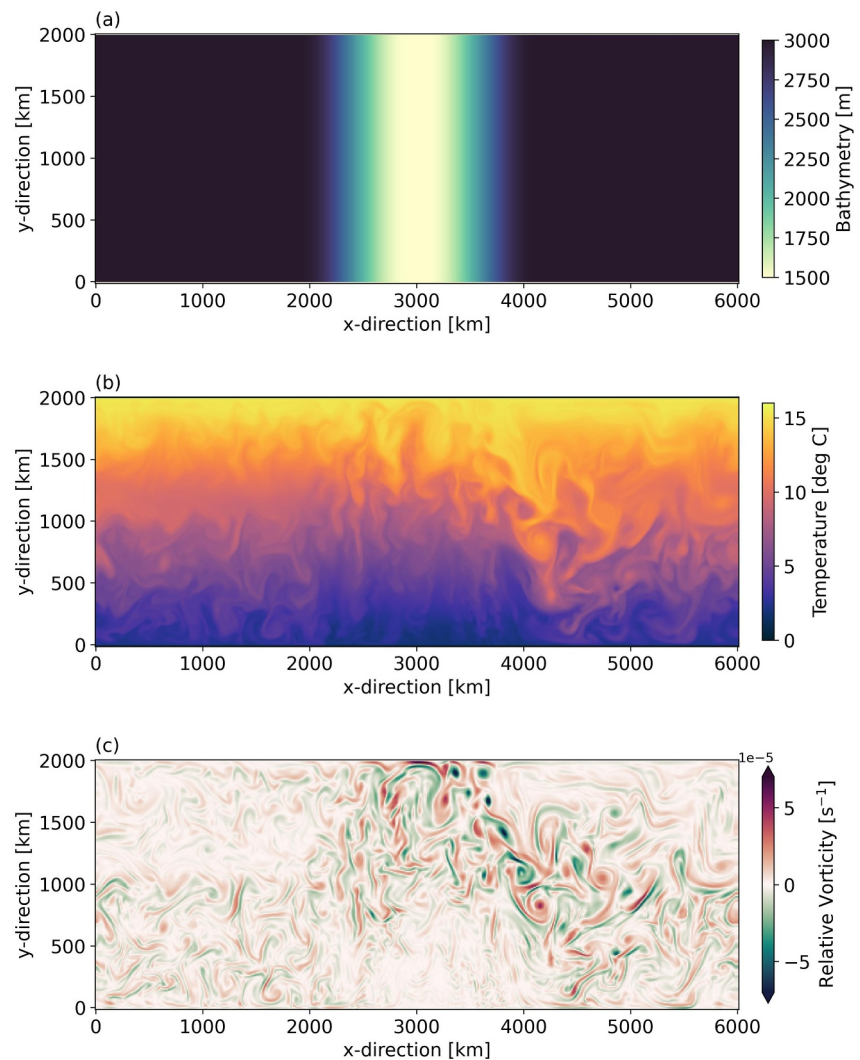 (a)
2000
1500
1000
500
0
y-direction [km]
0 1000 2000 3000 4000 5000 6000
x-direction [km]
3000
2750
2500
2250
2000
1750
1500
Bathymetry [m]
(b)
2000
1500
1000
500
0
y-direction [km]
0 1000 2000 3000 4000 5000 6000
x-direction [km]
15
10
5
0
Temperature [deg C]
(c)
2000
1500
1000
500
0
y-direction [km]
0 1000 2000 3000 4000 5000 6000
x-direction [km]
1e−5
5
0
−5
Relative Vorticity [s⁻¹]